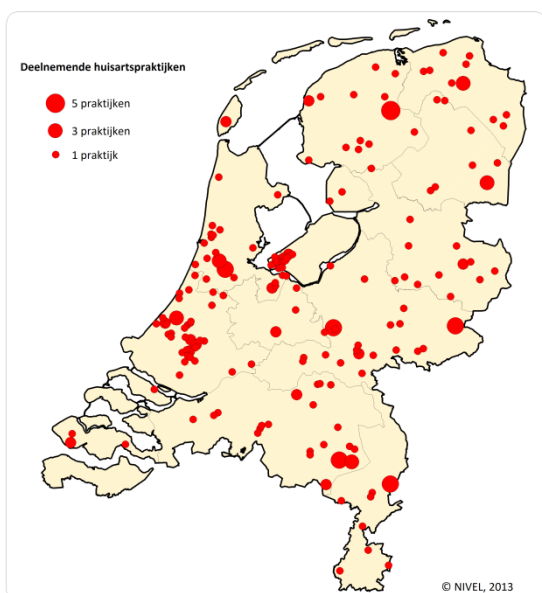 Deelnemende huisartspraktijken
5 praktijken
3 praktijken
1 praktijk
© NIVEL, 2013